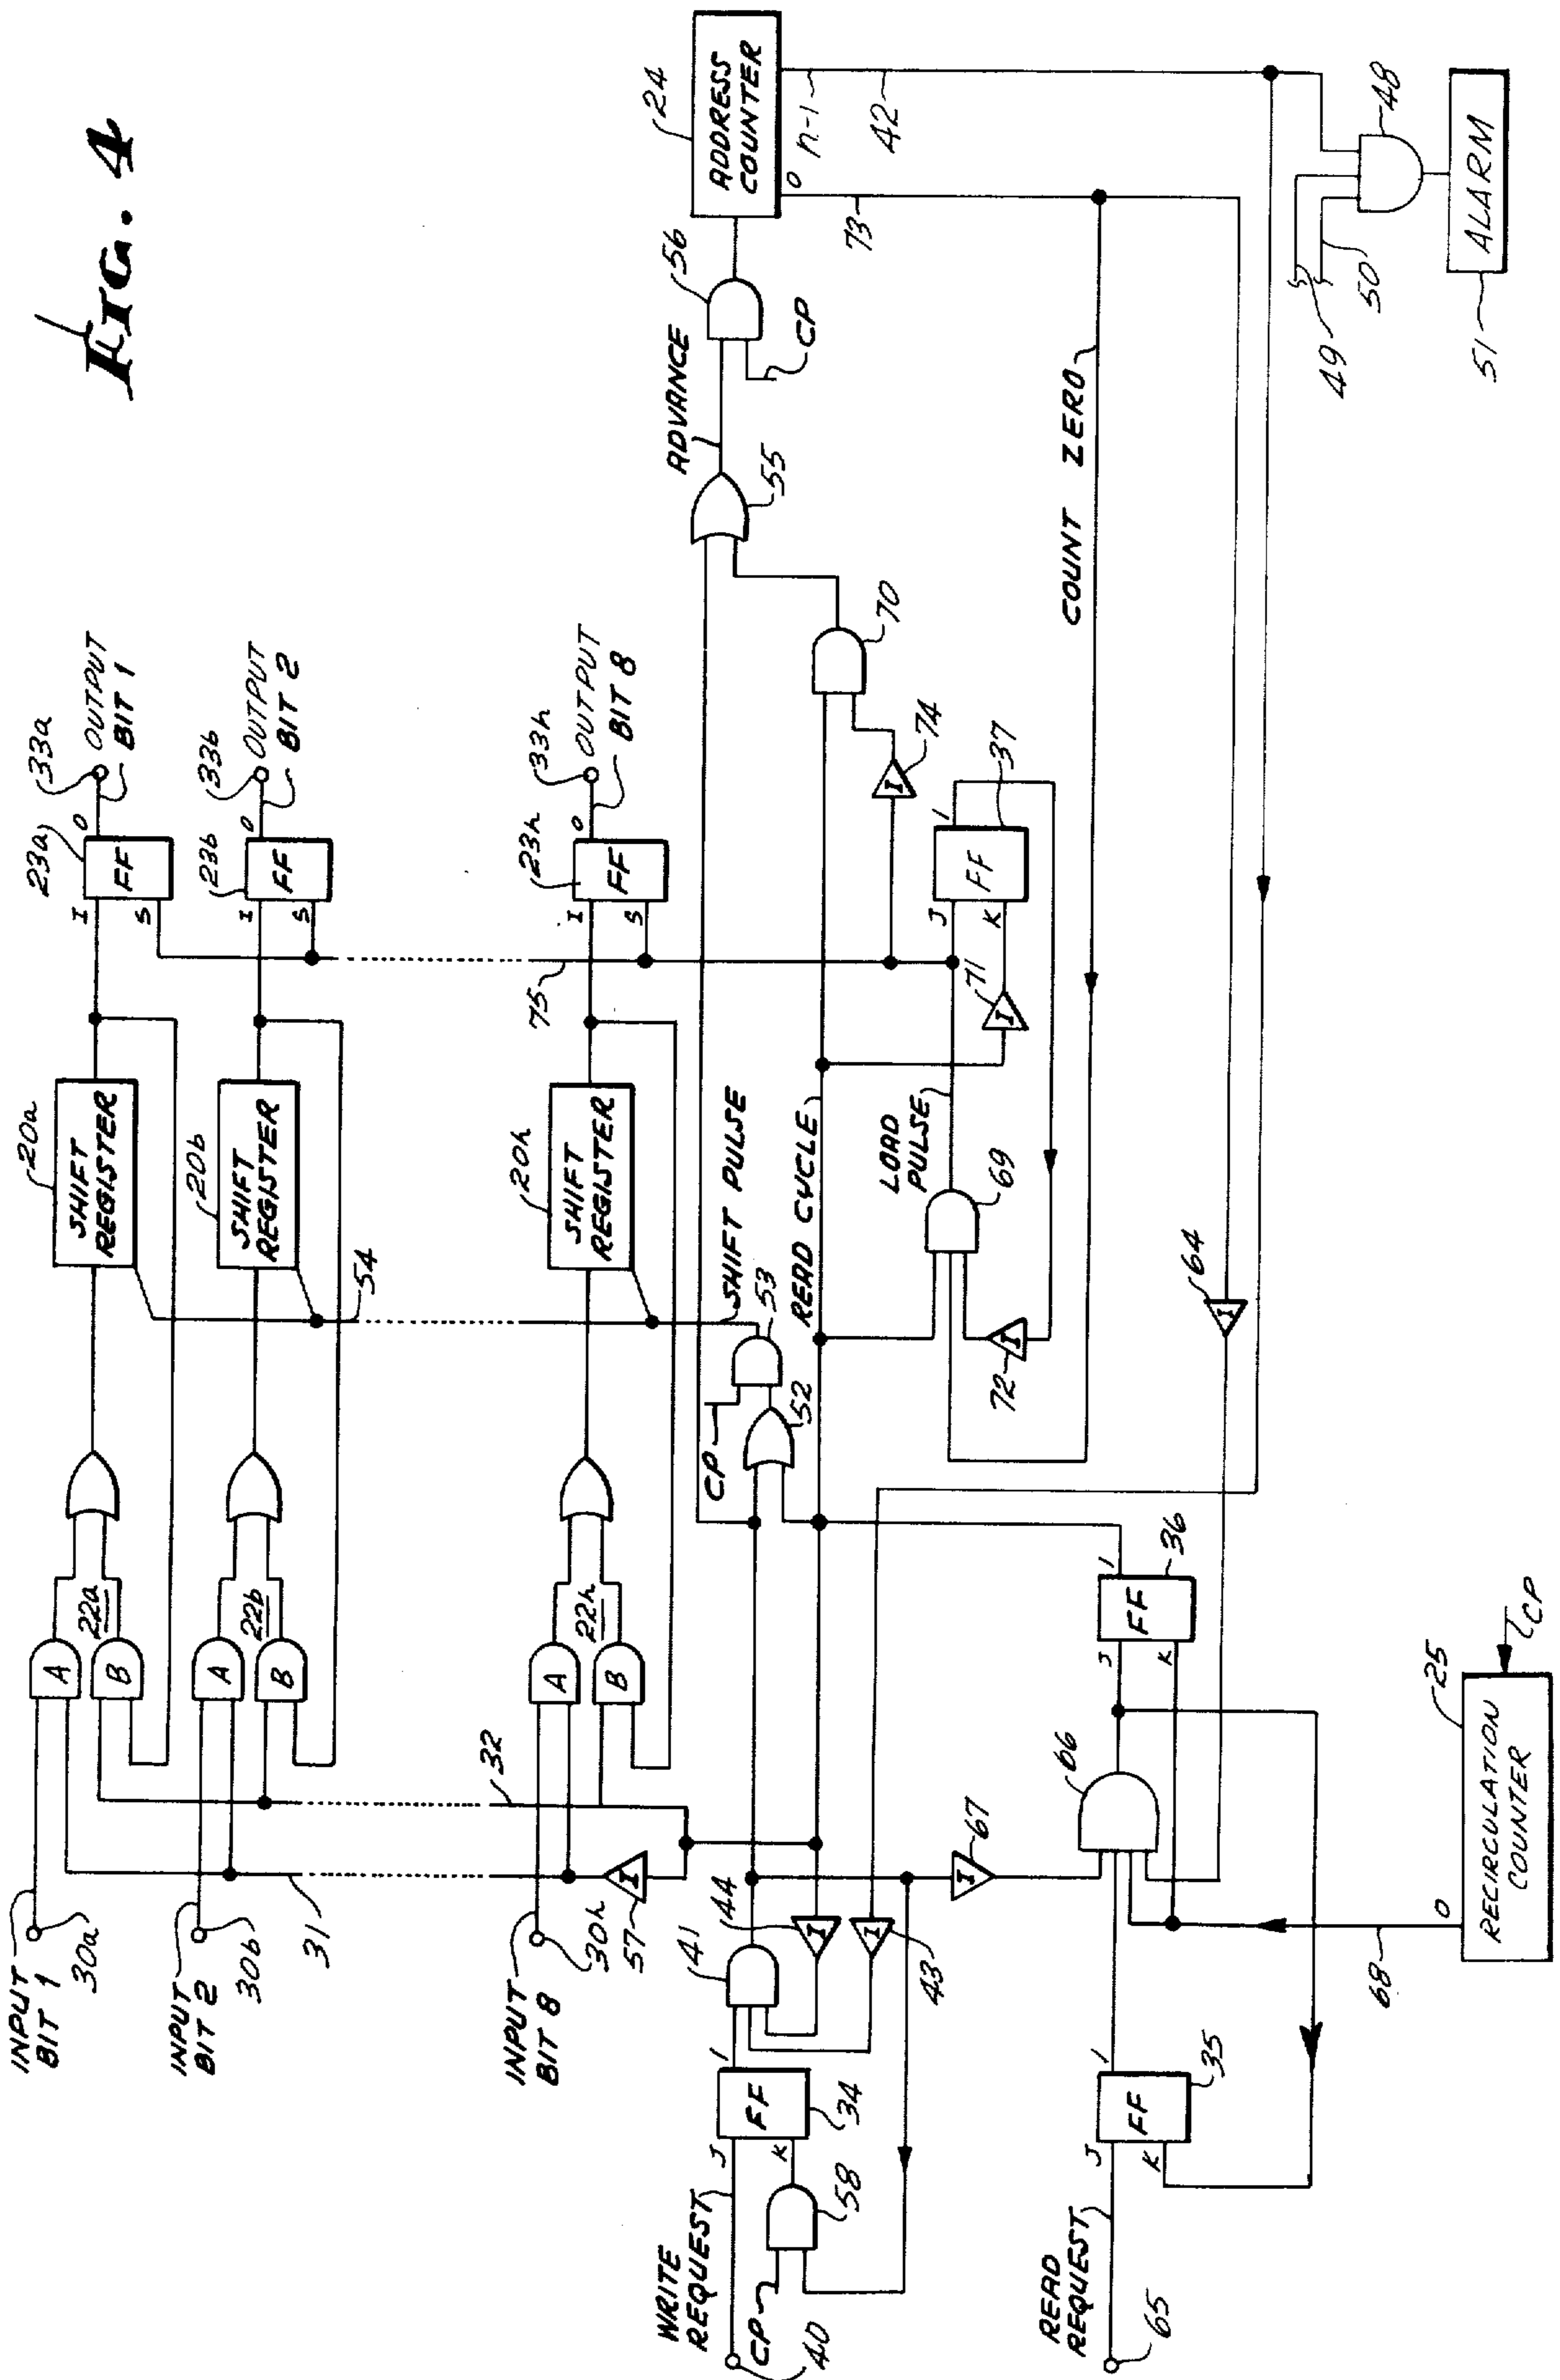 FIG. 4
INPUT
BIT 1
30a
A
B
22a
SHIFT
REGISTER
20a
I
S
FF
O
23a
33a
OUTPUT
BIT 1
INPUT
BIT 2
30b
A
B
22b
SHIFT
REGISTER
20b
I
S
FF
O
23b
33b
OUTPUT
BIT 2
31
32
54
75
INPUT
BIT 8
30h
A
B
22h
SHIFT
REGISTER
20h
I
S
FF
O
23h
33h
OUTPUT
BIT 8
57
I
SHIFT PULSE
CP
53
52
WRITE
REQUEST
40
CP
58
J
K
FF
1
34
41
44
I
43
I
READ CYCLE
ADVANCE
55
56
CP
ADDRESS
COUNTER
24
O
n-1
73
42
70
74
I
LOAD
PULSE
69
72
I
71
I
J
K
FF
1
37
COUNT ZERO
READ
REQUEST
65
J
K
FF
1
35
67
I
66
J
K
FF
1
36
64
I
68
O
RECIRCULATION
COUNTER
25
CP
49
50
48
ALARM
51